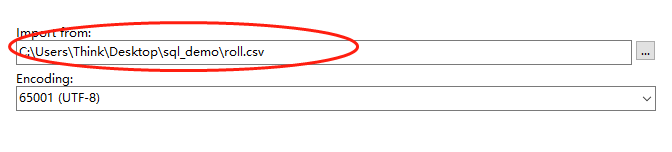 Import from:
C:\Users\Think\Desktop\sql_demo\roll.csv
...
Encoding:
65001 (UTF-8)